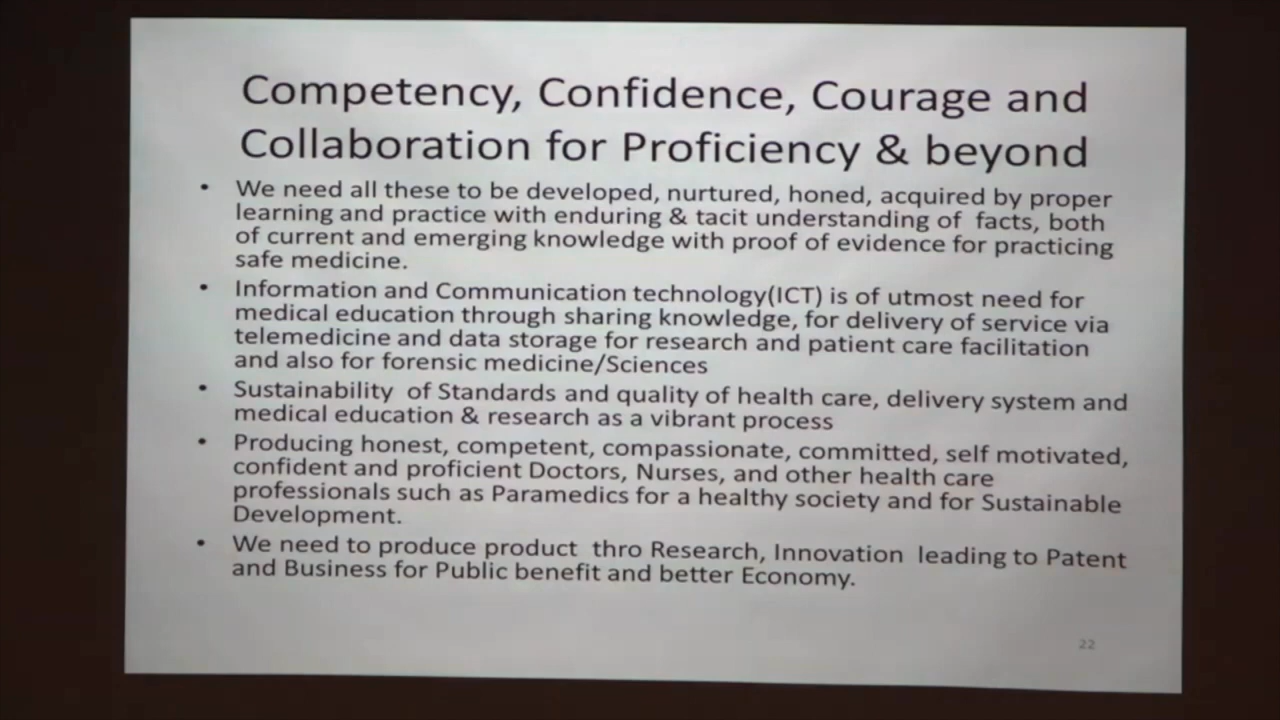 Competency, Confidence, Courage and
Collaboration for Proficiency & beyond
• We need all these to be developed, nurtured, honed, acquired by proper
learning and practice with enduring & tacit understanding of facts, both
of current and emerging knowledge with proof of evidence for practicing
safe medicine.
• Information and Communication technology(ICT) is of utmost need for
medical education through sharing knowledge, for delivery of service via
telemedicine and data storage for research and patient care facilitation
and also for forensic medicine/Sciences
• Sustainability of Standards and quality of health care, delivery system and
medical education & research as a vibrant process
• Producing honest, competent, compassionate, committed, self motivated,
confident and proficient Doctors, Nurses, and other health care
professionals such as Paramedics for a healthy society and for Sustainable
Development.
• We need to produce product thro Research, Innovation leading to Patent
and Business for Public benefit and better Economy.
22